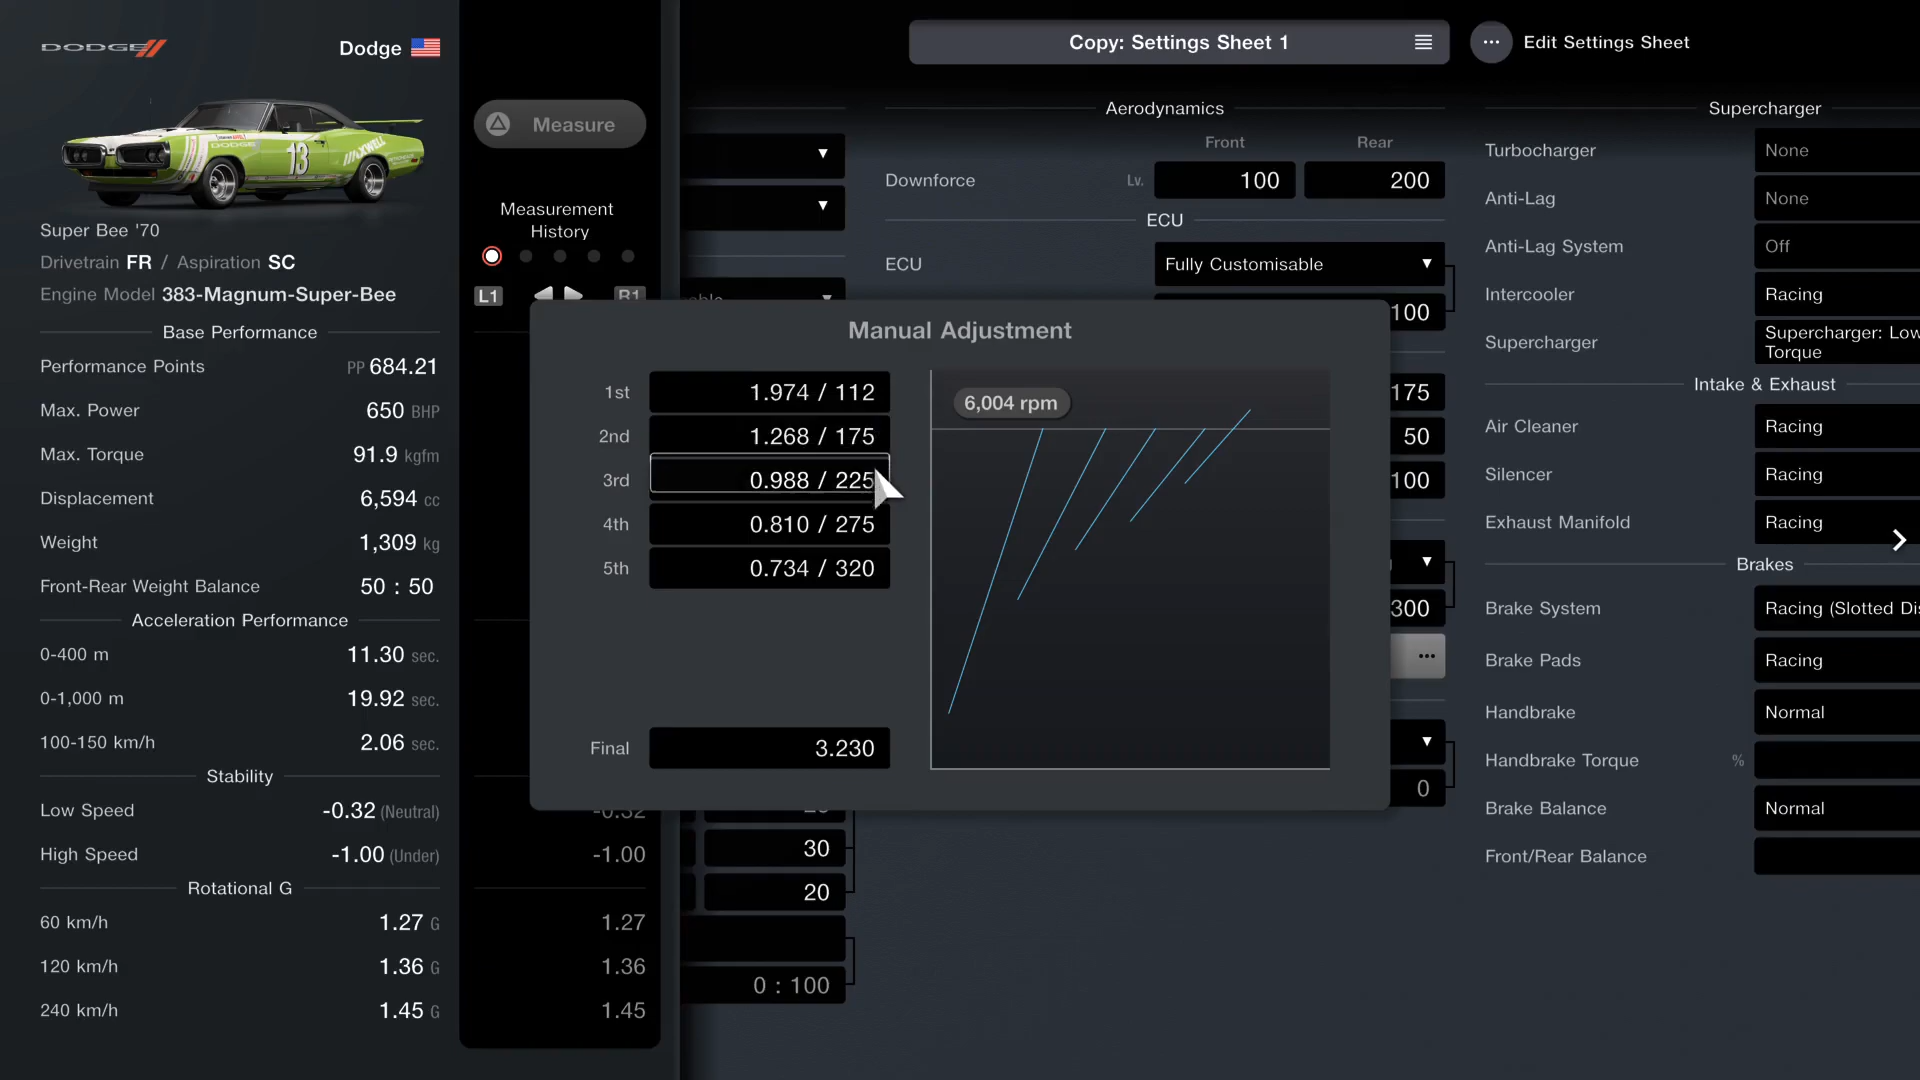 DODGE
Dodge
Super Bee '70
Drivetrain FR / Aspiration SC
Engine Model 383-Magnum-Super-Bee
Base Performance
Performance Points PP 684.21
Max. Power 650 BHP
Max. Torque 91.9 kgfm
Displacement 6,594 cc
Weight 1,309 kg
Front-Rear Weight Balance 50 : 50
Acceleration Performance
0-400 m 11.30 sec.
0-1,000 m 19.92 sec.
100-150 km/h 2.06 sec.
Stability
Low Speed -0.32 (Neutral)
High Speed -1.00 (Under)
Rotational G
60 km/h 1.27 G
120 km/h 1.36 G
240 km/h 1.45 G
13
MAXWELL
DODGE
Measure
Measurement
History
L1 R1
-0.32
-1.00
1.27
1.36
1.45
Copy: Settings Sheet 1
Edit Settings Sheet
Aerodynamics
Front Rear
Downforce Lv. 100 200
ECU
ECU Fully Customisable
100
175
50
100
300
0
30
20
0 : 100
Manual Adjustment
1st 1.974 / 112
2nd 1.268 / 175
3rd 0.988 / 225
4th 0.810 / 275
5th 0.734 / 320
Final 3.230
6,004 rpm
Supercharger
Turbocharger None
Anti-Lag None
Anti-Lag System Off
Intercooler Racing
Supercharger Supercharger: Low
Torque
Intake & Exhaust
Air Cleaner Racing
Silencer Racing
Exhaust Manifold Racing
Brakes
Brake System Racing (Slotted Dis
Brake Pads Racing
Handbrake Normal
Handbrake Torque %
Brake Balance Normal
Front/Rear Balance